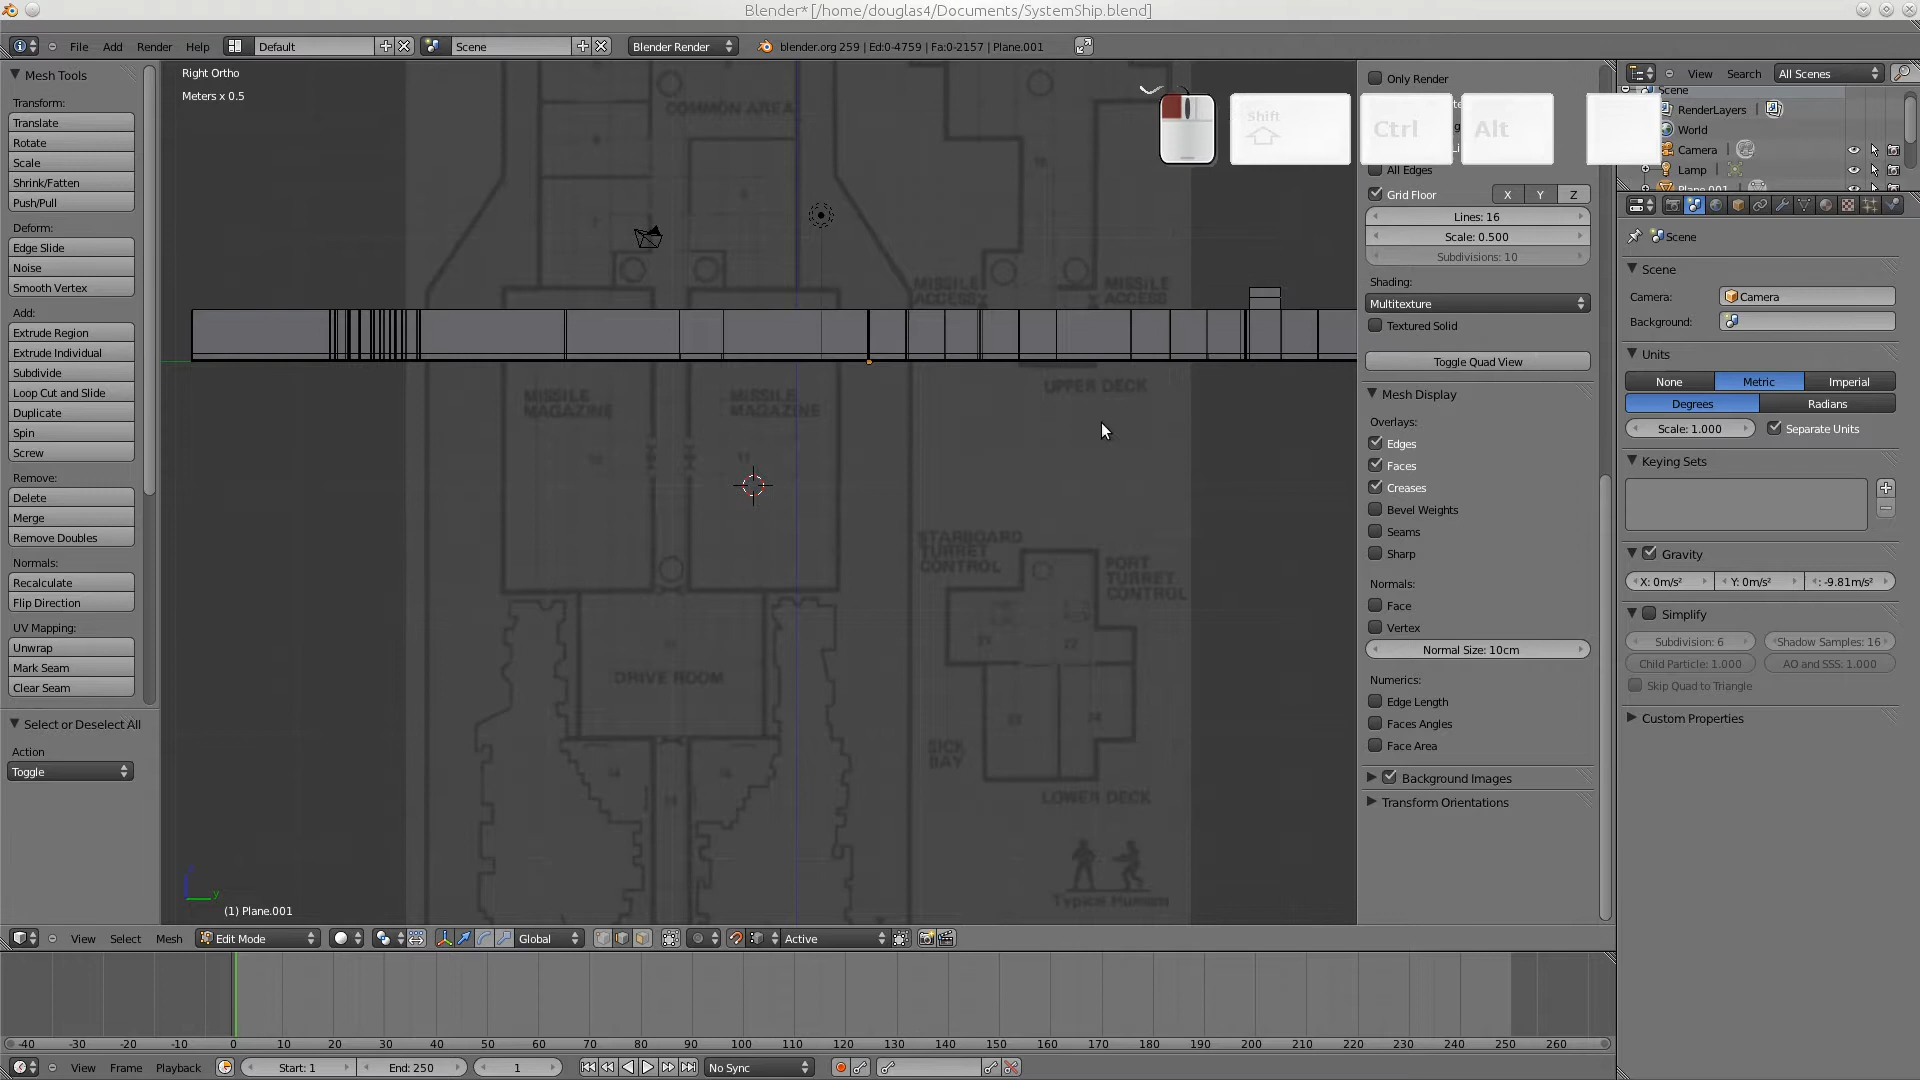 Blender* [/home/douglas4/Documents/SystemShip.blend]
File Add Render Help Default Scene Blender Render blender.org 259 | Ed:0-4759 | Fa:0-2157 | Plane.001
View Search All Scenes
Mesh Tools
Transform:
Translate
Rotate
Scale
Shrink/Fatten
Push/Pull
Deform:
Edge Slide
Noise
Smooth Vertex
Add:
Extrude Region
Extrude Individual
Subdivide
Loop Cut and Slide
Duplicate
Spin
Screw
Remove:
Delete
Merge
Remove Doubles
Normals:
Recalculate
Flip Direction
UV Mapping:
Unwrap
Mark Seam
Clear Seam
Select or Deselect All
Action
Toggle
Right Ortho
Meters x 0.5
COMMON AREA
MISSILE
ACCESS
MISSILE
ACCESS
UPPER DECK
MISSILE
MAGAZINE
MISSILE
MAGAZINE
11
STARBOARD
TURRET
CONTROL
PORT
TURRET
CONTROL
DRIVE ROOM
SICK
BAY
LOWER DECK
Typical Human
y
(1) Plane.001
Shift
Ctrl
Alt
Only Render
All Edges
Grid Floor X Y Z
Lines: 16
Scale: 0.500
Subdivisions: 10
Shading:
Multitexture
Textured Solid
Toggle Quad View
Mesh Display
Overlays:
Edges
Faces
Creases
Bevel Weights
Seams
Sharp
Normals:
Face
Vertex
Normal Size: 10cm
Numerics:
Edge Length
Faces Angles
Face Area
Background Images
Transform Orientations
Scene
RenderLayers
World
Camera
Lamp
Plane.001
Scene
Scene
Camera: Camera
Background:
Units
None Metric Imperial
Degrees Radians
Scale: 1.000 Separate Units
Keying Sets
Gravity
X: 0m/s² Y: 0m/s² : -9.81m/s²
Simplify
Subdivision: 6 Shadow Samples: 16
Child Particle: 1.000 AO and SSS: 1.000
Skip Quad to Triangle
Custom Properties
View Select Mesh Edit Mode Global Active
-40 -30 -20 -10 0 10 20 30 40 50 60 70 80 90 100 110 120 130 140 150 160 170 180 190 200 210 220 230 240 250 260
View Frame Playback Start: 1 End: 250 1 No Sync